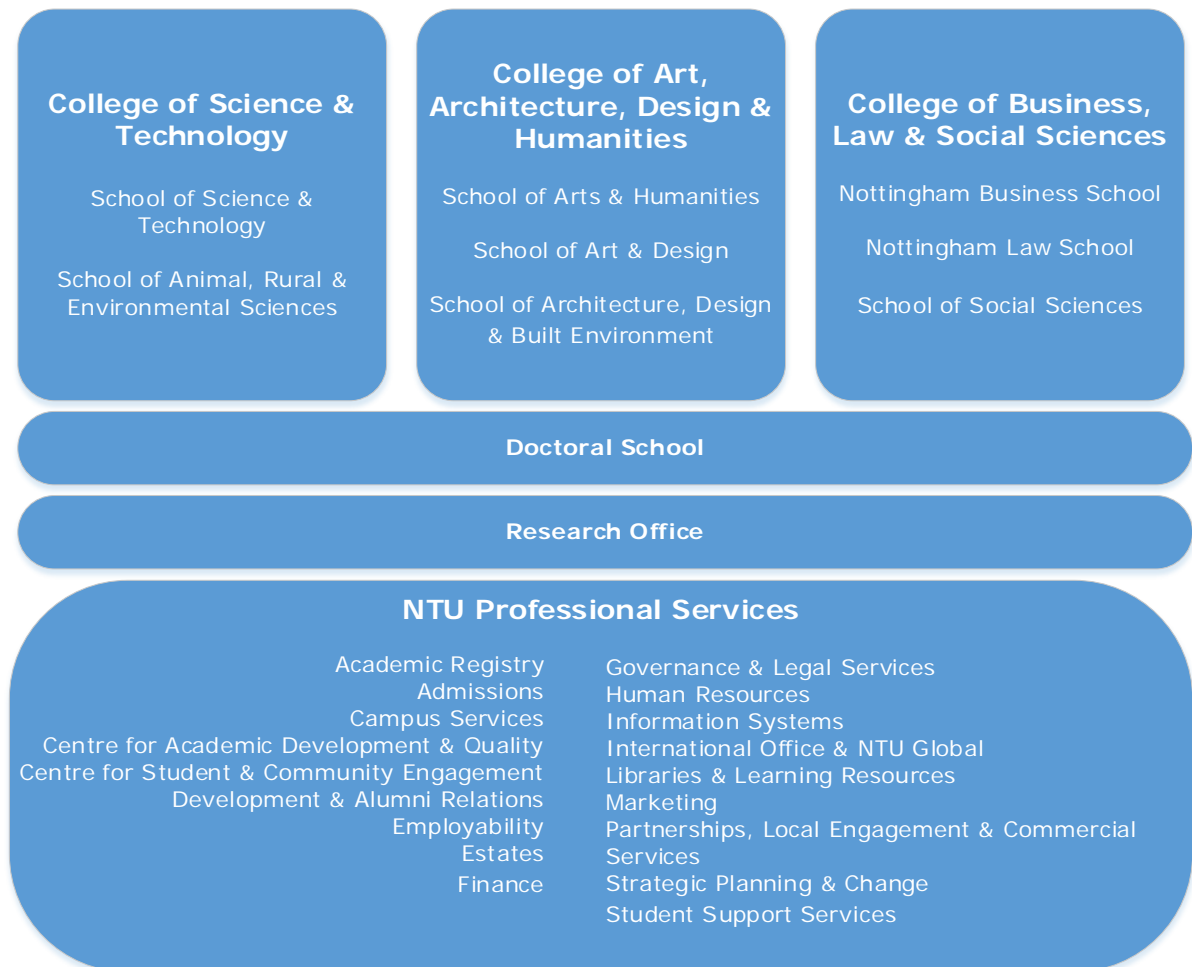 College of Science &
Technology
School of Science &
Technology
School of Animal, Rural &
Environmental Sciences
College of Art,
Architecture, Design &
Humanities
School of Arts & Humanities
School of Art & Design
School of Architecture, Design
& Built Environment
College of Business,
Law & Social Sciences
Nottingham Business School
Nottingham Law School
School of Social Sciences
Doctoral School
Research Office
NTU Professional Services
Academic Registry
Admissions
Campus Services
Centre for Academic Development & Quality
Centre for Student & Community Engagement
Development & Alumni Relations
Employability
Estates
Finance
Governance & Legal Services
Human Resources
Information Systems
International Office & NTU Global
Libraries & Learning Resources
Marketing
Partnerships, Local Engagement & Commercial
Services
Strategic Planning & Change
Student Support Services